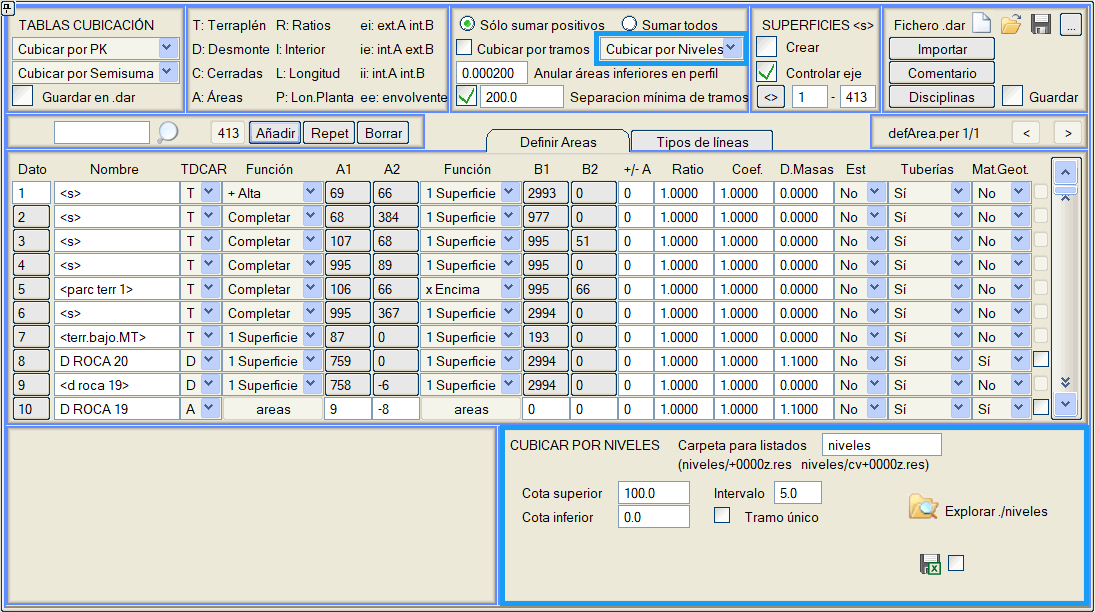 TABLAS CUBICACIÓN
Cubicar por PK
Cubicar por Semisuma
Guardar en .dar
T: Terraplén R: Ratios ei: ext.A int.B
D: Desmonte I: Interior ie: int.A ext.B
C: Cerradas L: Longitud ii: int.A int.B
A: Áreas P: Lon.Planta ee: envolvente
Sólo sumar positivos Sumar todos
Cubicar por tramos Cubicar por Niveles
0.000200 Anular áreas inferiores en perfil
200.0 Separacion mínima de tramos
SUPERFICIES <s>
Crear
Controlar eje
<> 1 - 413
Fichero .dar ...
Importar
Comentario
Disciplinas Guardar
413 Añadir Repet Borrar
Definir Areas Tipos de líneas
defArea.per 1/1 < >
Dato Nombre TDCAR Función A1 A2 Función B1 B2 +/- A Ratio Coef. D.Masas Est Tuberías Mat.Geot.
1 <s> T + Alta 69 66 1 Superficie 2993 0 0 1.0000 1.0000 0.0000 No Sí No
2 <s> T Completar 68 384 1 Superficie 977 0 0 1.0000 1.0000 0.0000 No Sí No
3 <s> T Completar 107 68 1 Superficie 995 51 0 1.0000 1.0000 0.0000 No Sí No
4 <s> T Completar 995 89 1 Superficie 995 0 0 1.0000 1.0000 0.0000 No Sí No
5 <parc terr 1> T Completar 106 66 x Encima 995 66 0 1.0000 1.0000 0.0000 No Sí No
6 <s> T Completar 995 367 1 Superficie 2994 0 0 1.0000 1.0000 0.0000 No Sí No
7 <terr.bajo.MT> T 1 Superficie 87 0 1 Superficie 193 0 0 1.0000 1.0000 0.0000 No Sí No
8 D ROCA 20 D 1 Superficie 759 0 1 Superficie 2994 0 0 1.0000 1.0000 1.1000 No Sí Sí
9 <d roca 19> D 1 Superficie 758 -6 1 Superficie 2994 0 0 1.0000 1.0000 0.0000 No Sí No
10 D ROCA 19 A areas 9 -8 areas 0 0 0 1.0000 1.0000 1.1000 No Sí Sí
CUBICAR POR NIVELES Carpeta para listados niveles
(niveles/+0000z.res niveles/cv+0000z.res)
Cota superior 100.0 Intervalo 5.0
Cota inferior 0.0 Tramo único
Explorar ./niveles